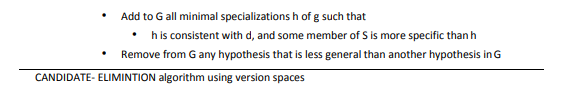 • Add to G all minimal specializations h of g such that
• h is consistent with d, and some member of S is more specific than h
• Remove from G any hypothesis that is less general than another hypothesis in G
CANDIDATE- ELIMINTION algorithm using version spaces